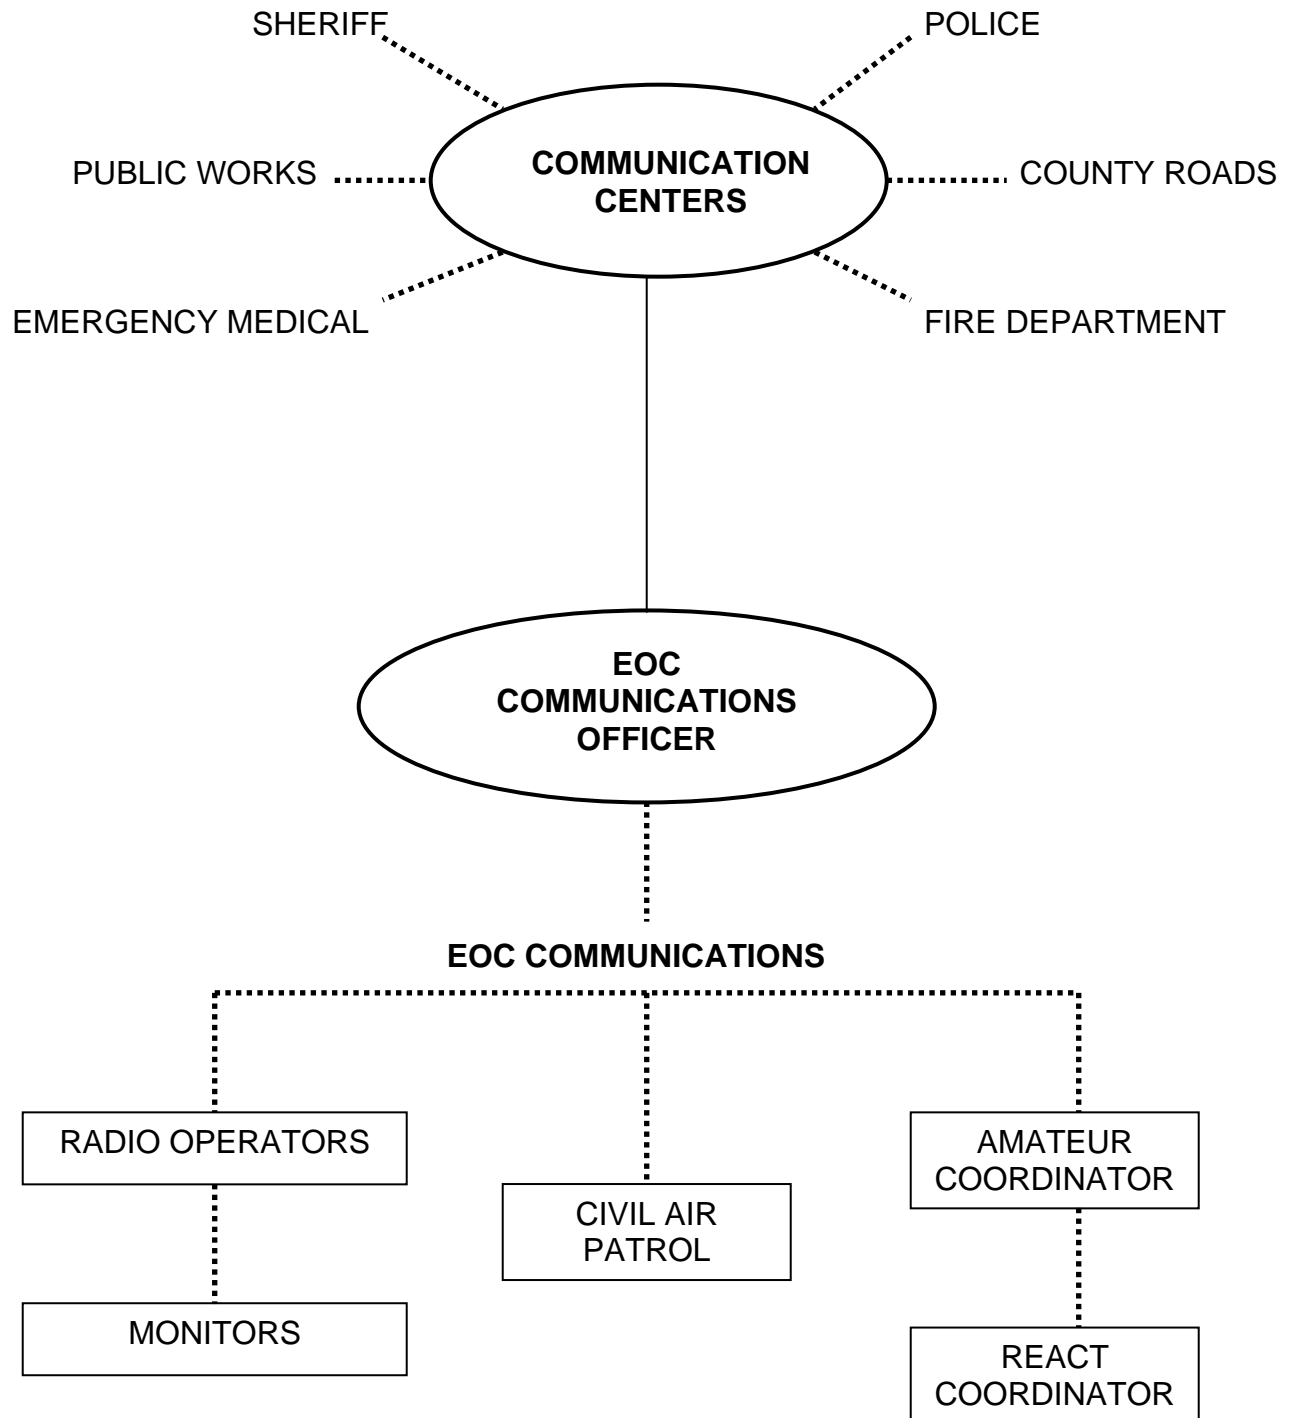 SHERIFF
POLICE
COMMUNICATION
CENTERS
PUBLIC WORKS
COUNTY ROADS
EMERGENCY MEDICAL
FIRE DEPARTMENT
EOC
COMMUNICATIONS
OFFICER
EOC COMMUNICATIONS
RADIO OPERATORS
MONITORS
CIVIL AIR
PATROL
AMATEUR
COORDINATOR
REACT
COORDINATOR